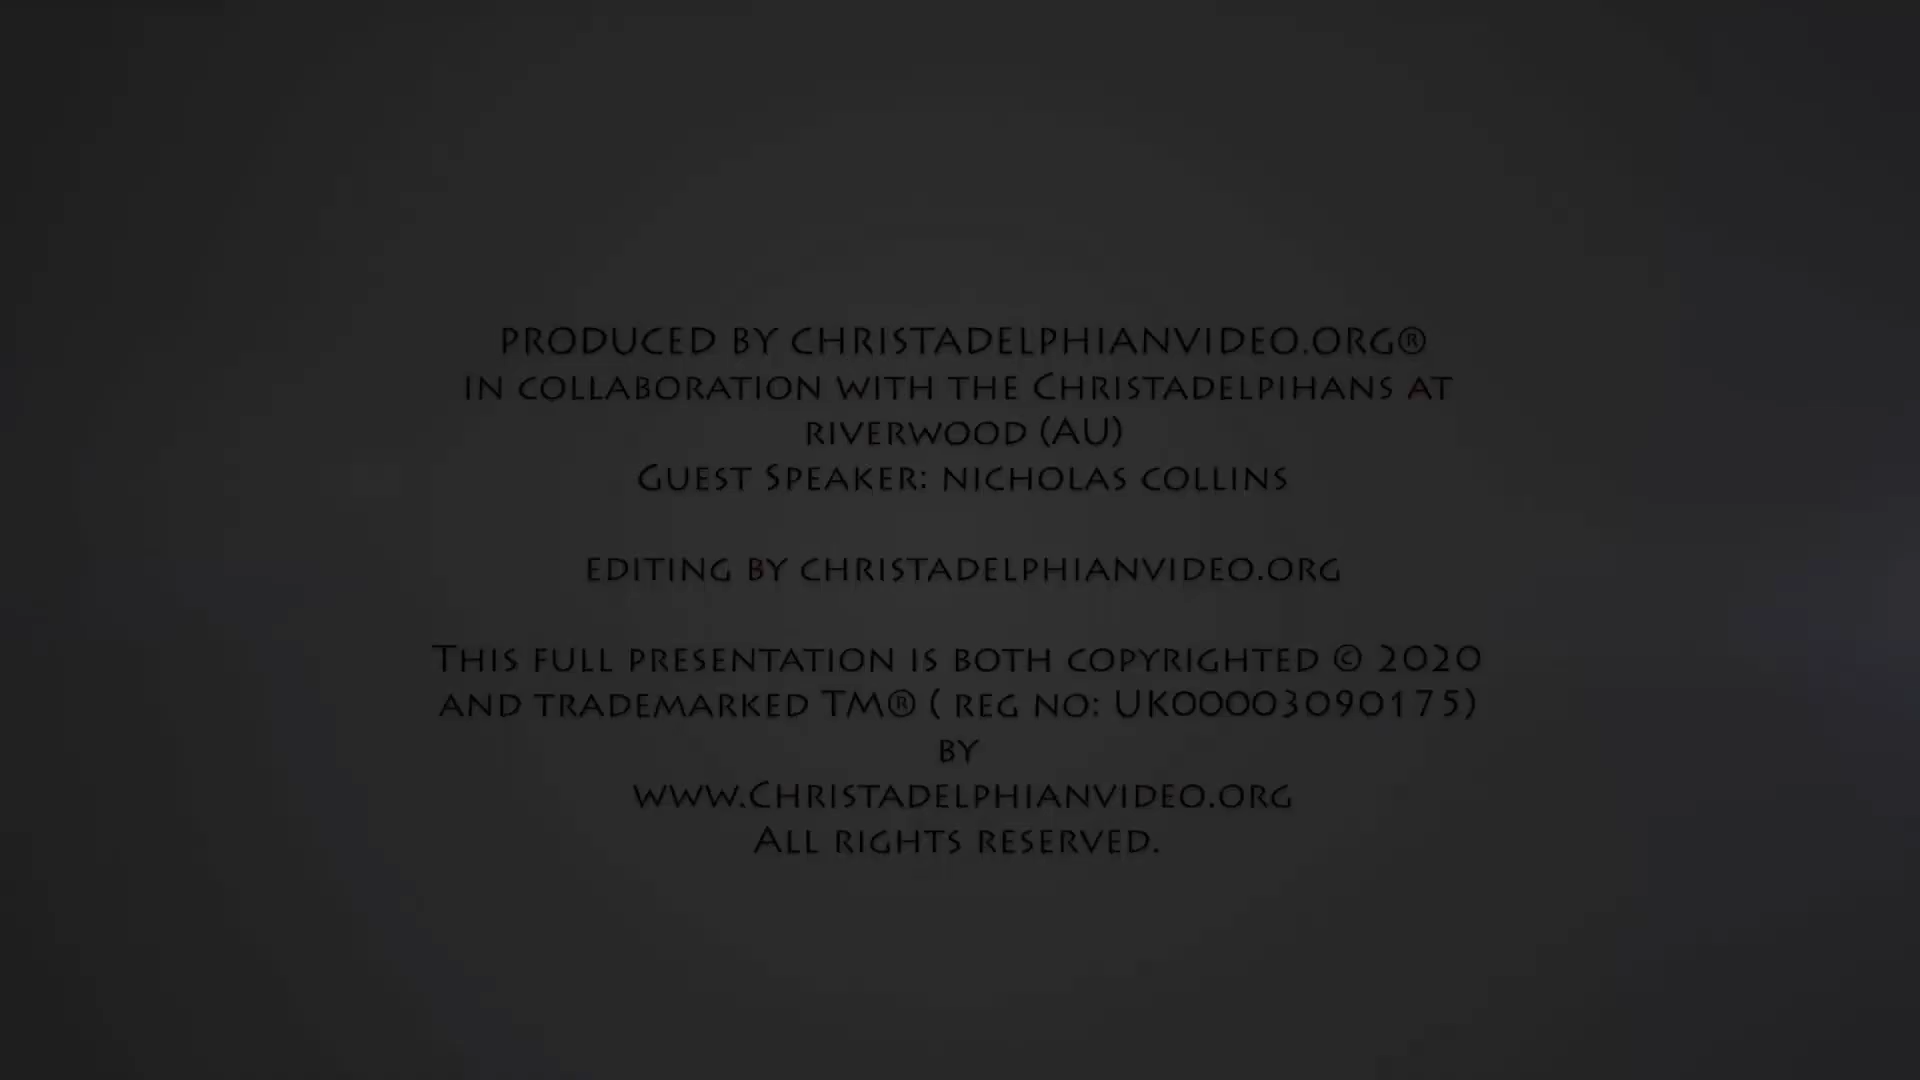 PRODUCED BY CHRISTADELPHIANVIDEO.ORG®
IN COLLABORATION WITH THE CHRISTADELPIHANS AT
RIVERWOOD (AU)
GUEST SPEAKER: NICHOLAS COLLINS
EDITING BY CHRISTADELPHIANVIDEO.ORG
THIS FULL PRESENTATION IS BOTH COPYRIGHTED © 2020
AND TRADEMARKED TM® ( REG NO: UK00003090175)
BY
WWW.CHRISTADELPHIANVIDEO.ORG
ALL RIGHTS RESERVED.